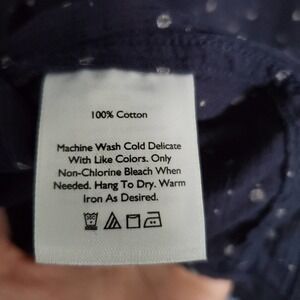 100% Cotton
Machine Wash Cold Delicate
With Like Colors. Only
Non-Chlorine Bleach When
Needed. Hang To Dry. Warm
Iron As Desired.